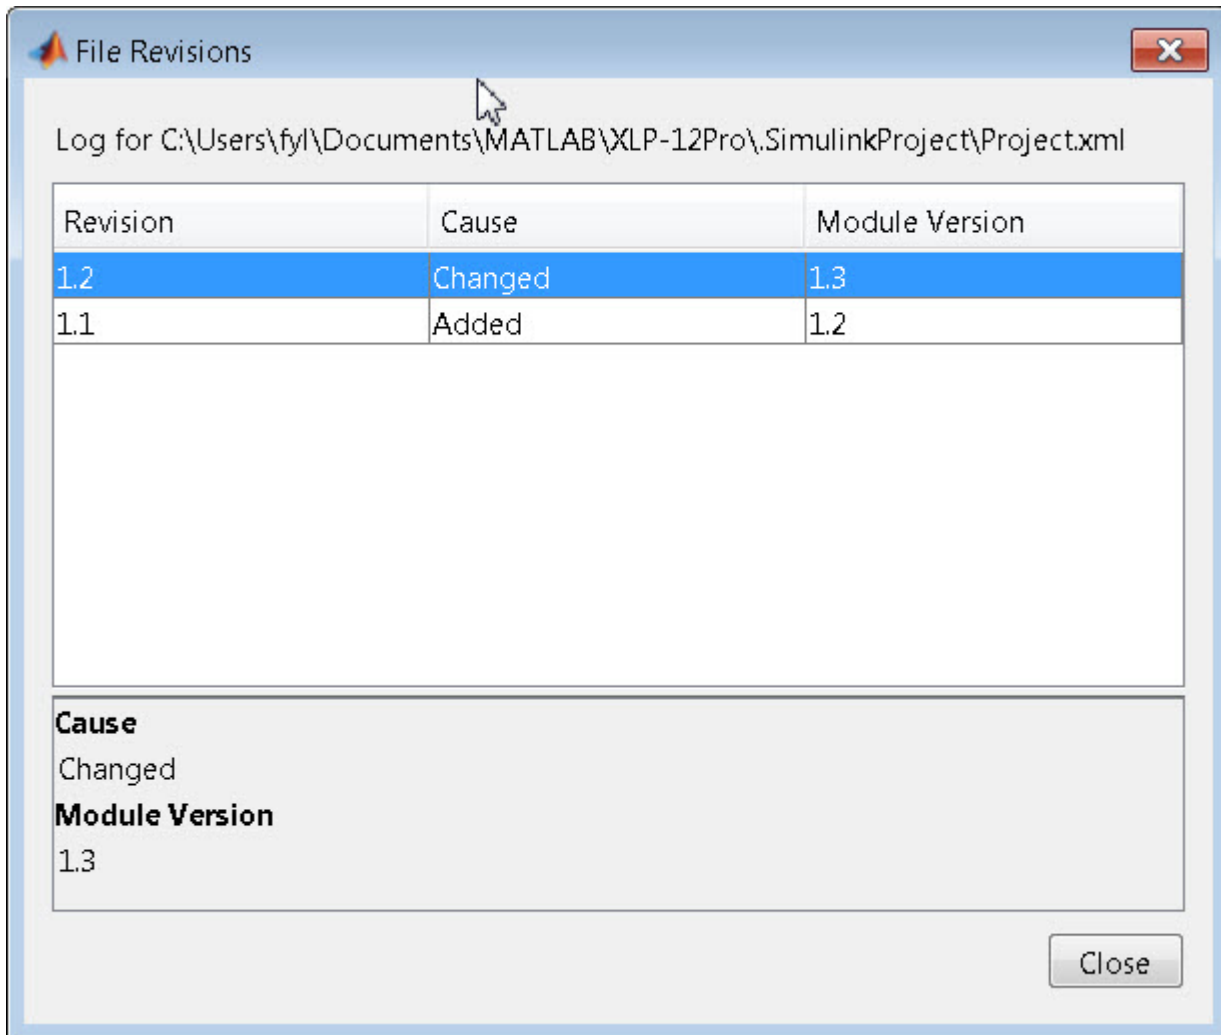 File Revisions
Log for C:\Users\fyl\Documents\MATLAB\XLP-12Pro\.SimulinkProject\Project.xml
Revision Cause Module Version
1.2 Changed 1.3
1.1 Added 1.2
Cause
Changed
Module Version
1.3
Close